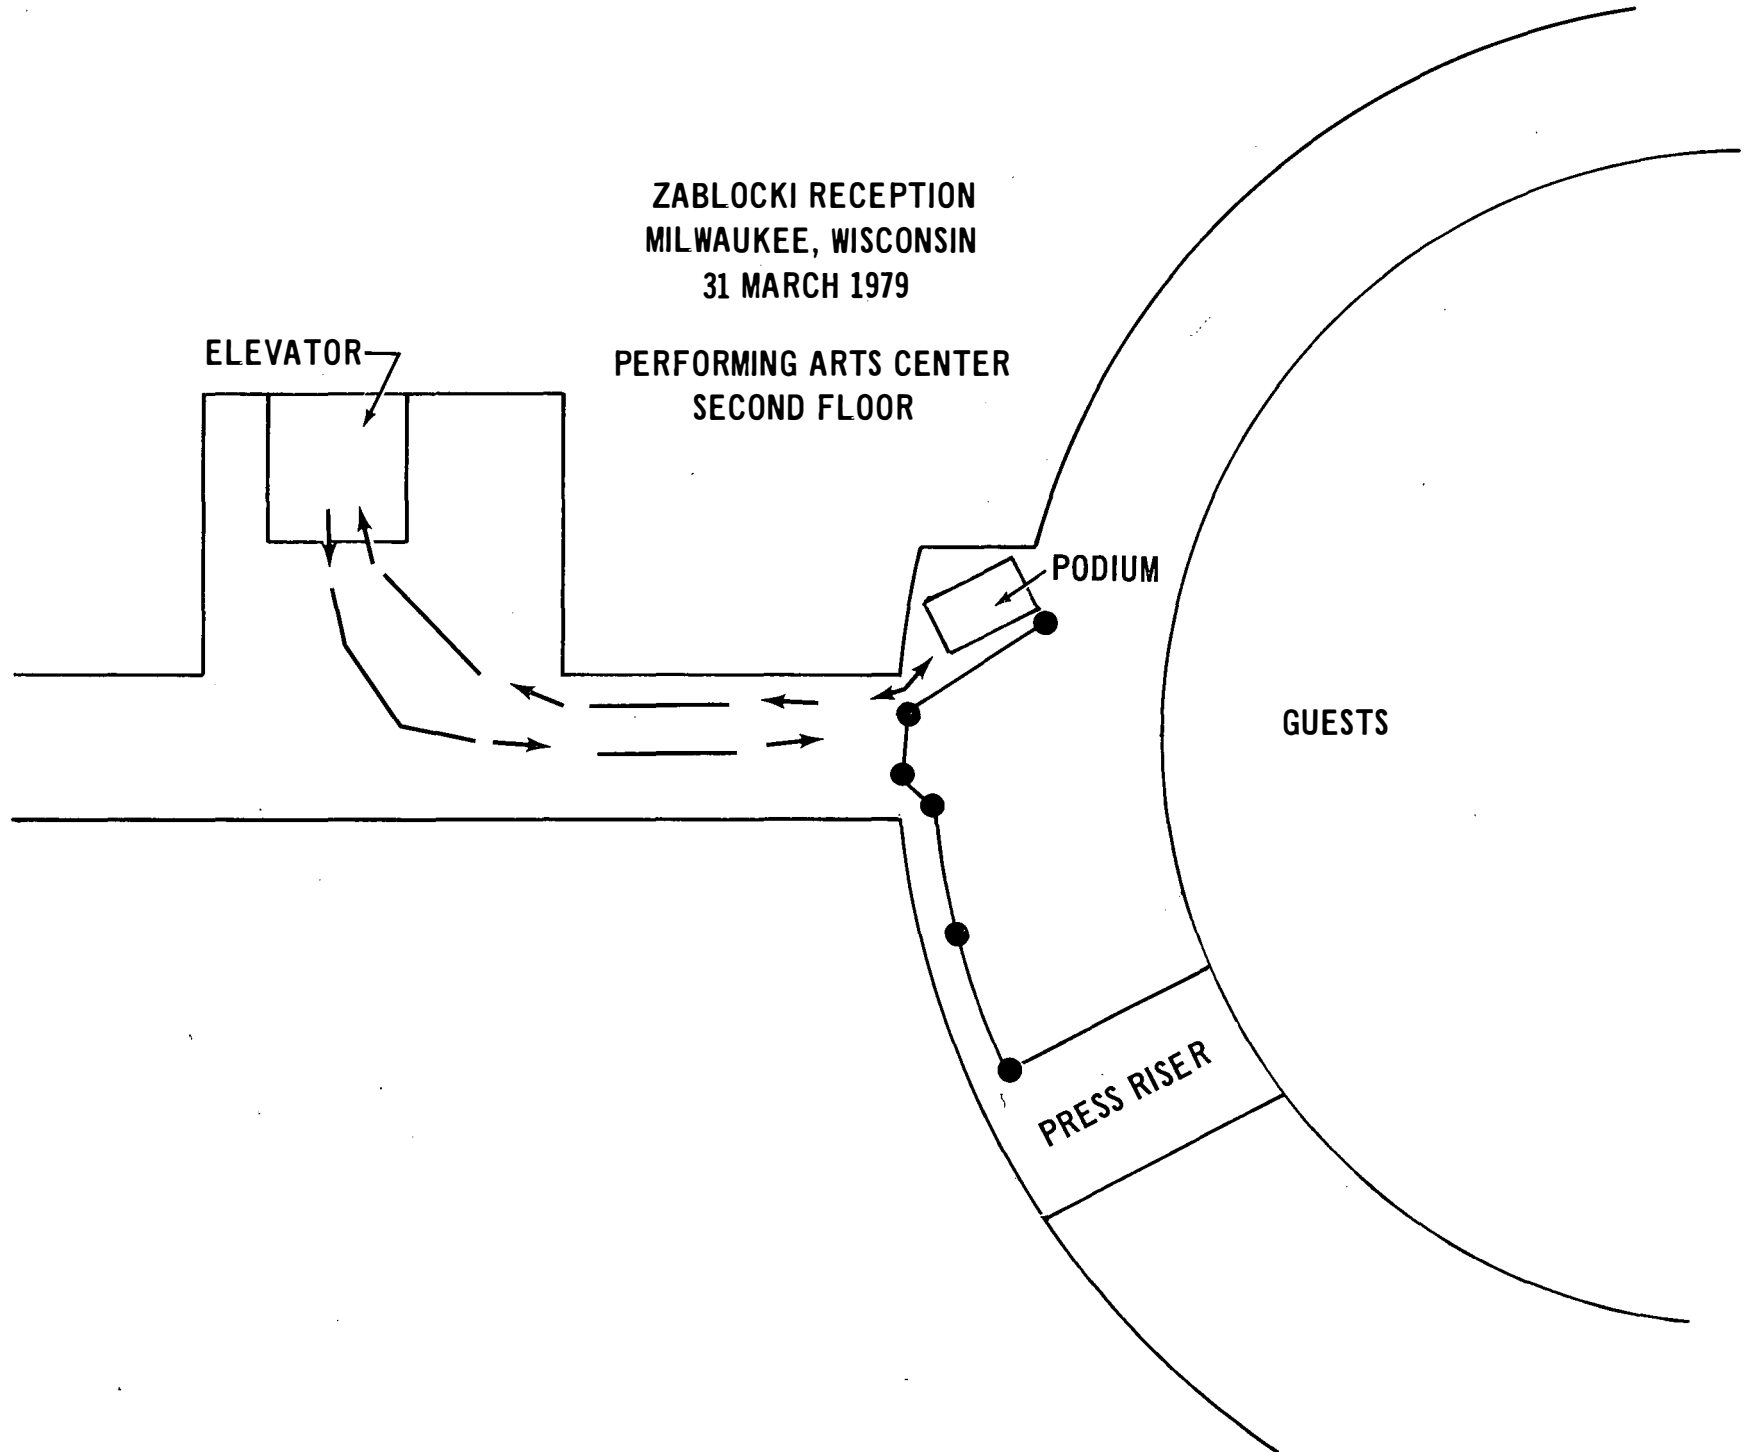 ZABLOCKI RECEPTION
MILWAUKEE, WISCONSIN
31 MARCH 1979
PERFORMING ARTS CENTER
SECOND FLOOR
ELEVATOR
PODIUM
GUESTS
PRESS RISER